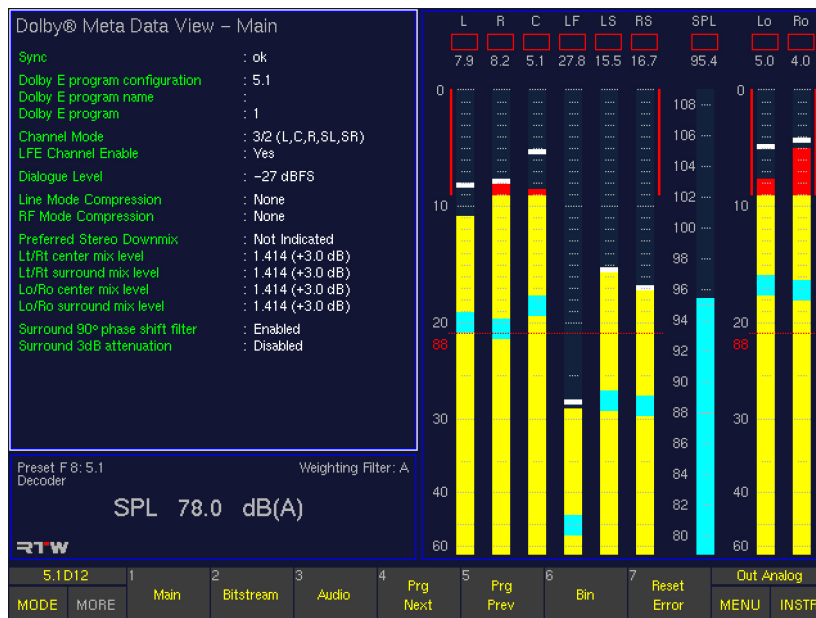 Dolby® Meta Data View – Main
Sync : ok
Dolby E program configuration : 5.1
Dolby E program name :
Dolby E program : 1
Channel Mode : 3/2 (L,C,R,SL,SR)
LFE Channel Enable : Yes
Dialogue Level : –27 dBFS
Line Mode Compression : None
RF Mode Compression : None
Preferred Stereo Downmix : Not Indicated
Lt/Rt center mix level : 1.414 (+3.0 dB)
Lt/Rt surround mix level : 1.414 (+3.0 dB)
Lo/Ro center mix level : 1.414 (+3.0 dB)
Lo/Ro surround mix level : 1.414 (+3.0 dB)
Surround 90º phase shift filter : Enabled
Surround 3dB attenuation : Disabled
Preset F 8: 5.1 Weighting Filter: A
Decoder
SPL 78.0 dB(A)
RTW
L R C LF LS RS SPL Lo Ro
7.9 8.2 5.1 27.8 15.5 16.7 95.4 5.0 4.0
0
10
20
88
30
40
60
108
106
104
102
100
98
96
94
92
90
88
86
84
82
80
0
10
20
88
30
40
60
5.1D12 1 2 3 4 5 6 7 Out Analog
MODE MORE Main Bitstream Audio Prg Next Prg Prev Bin Reset Error MENU INSTR